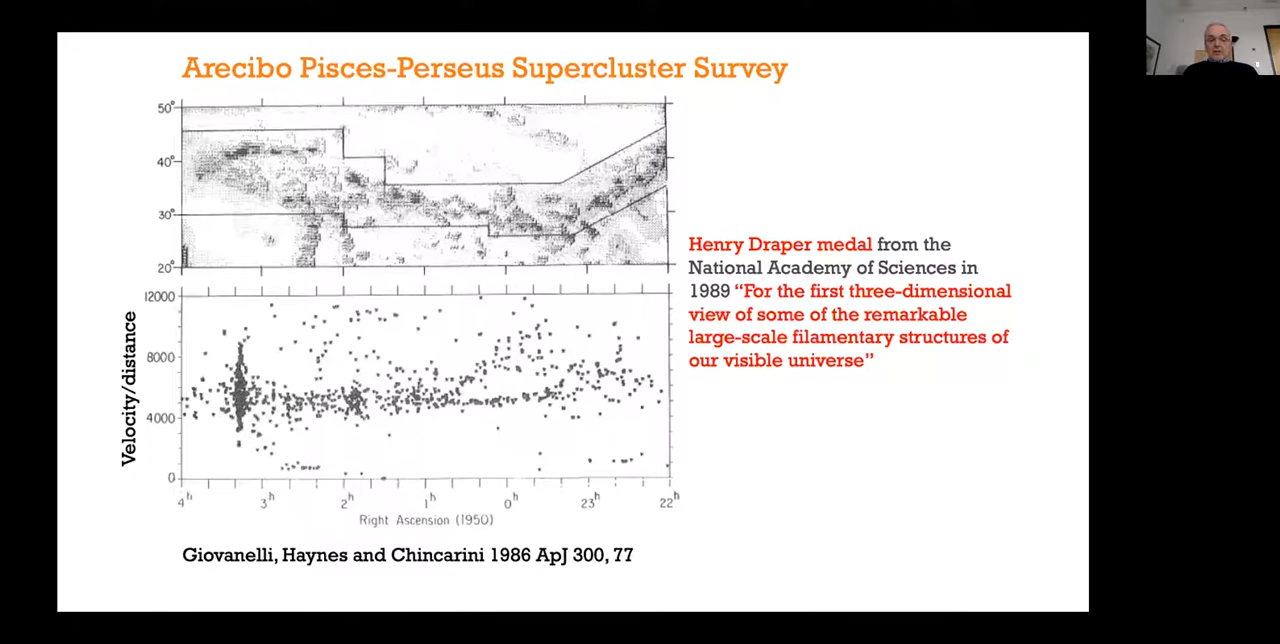 Arecibo Pisces-Perseus Supercluster Survey
50°
40°
30°
20°
12000
8000
4000
0
Velocity/distance
4h 3h 2h 1h 0h 23h 22h
Right Ascension (1950)
Henry Draper medal from the
National Academy of Sciences in
1989 “For the first three-dimensional
view of some of the remarkable
large-scale filamentary structures of
our visible universe”
Giovanelli, Haynes and Chincarini 1986 ApJ 300, 77